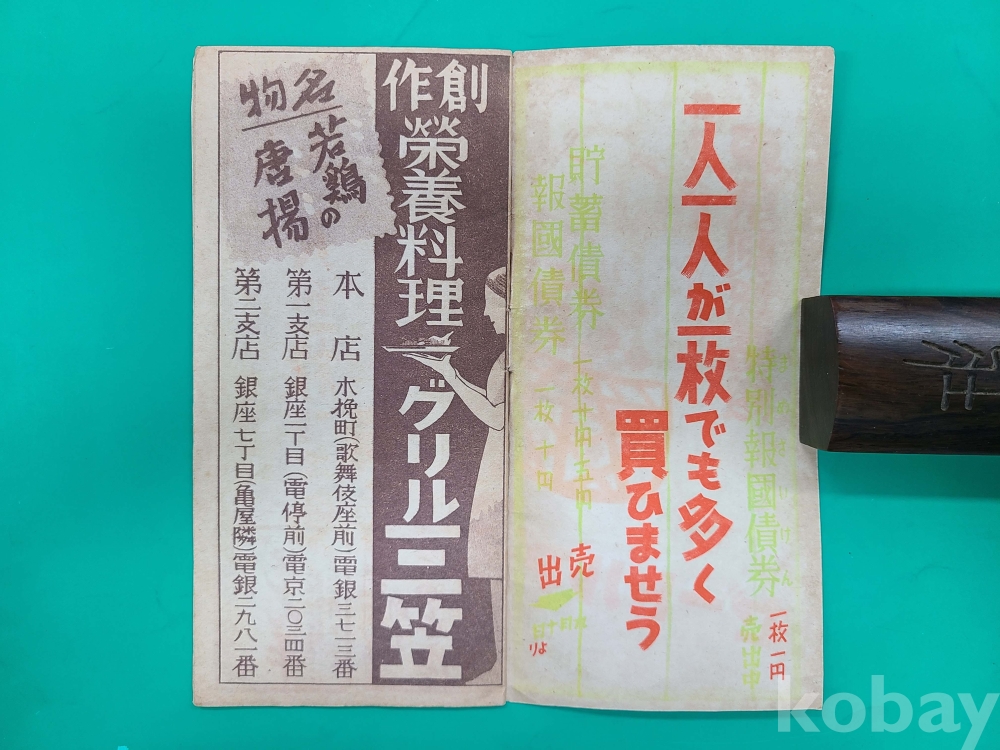 一人一人が一枚でも多く
買ひませう
特別報國債券
一枚一円
売出中
貯蓄債券
報國債券
一枚十円
売出
より
創作
榮養料理
グリル三笠
名物
若鷄の
唐揚
本店 木挽町(歌舞伎座前)電銀三七一三番
第一支店 銀座一丁目(電停前)電京二〇三四番
第二支店 銀座七丁目(亀屋隣)電銀二九八一番
kobay